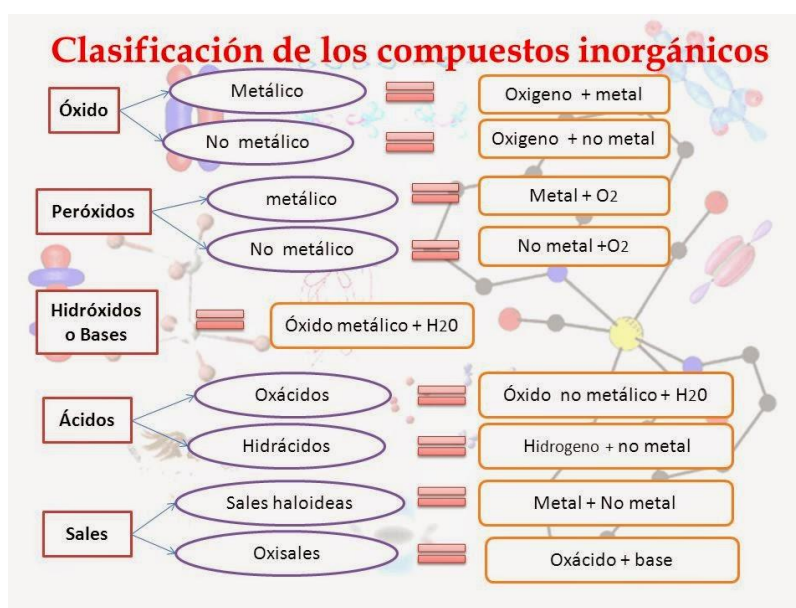 Clasificación de los compuestos inorgánicos
Óxido
Metálico
Oxigeno + metal
No metálico
Oxigeno + no metal
Peróxidos
metálico
Metal + O2
No metálico
No metal +O2
Hidróxidos
o Bases
Óxido metálico + H20
Ácidos
Oxácidos
Óxido no metálico + H20
Hidrácidos
Hidrogeno + no metal
Sales
Sales haloideas
Metal + No metal
Oxisales
Oxácido + base